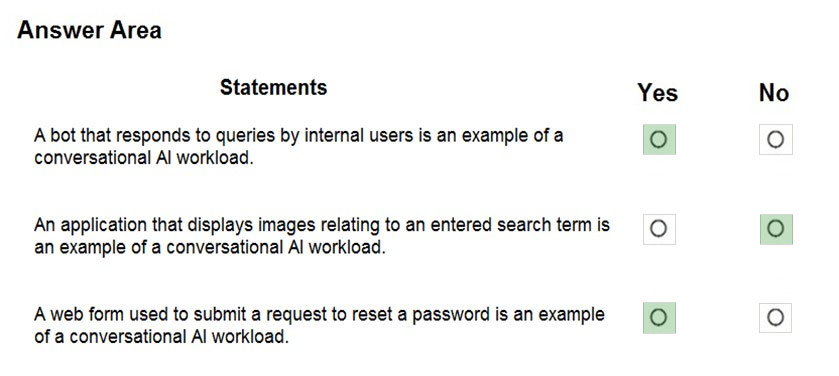 Answer Area
Statements Yes No
A bot that responds to queries by internal users is an example of a
conversational AI workload.
An application that displays images relating to an entered search term is
an example of a conversational AI workload.
A web form used to submit a request to reset a password is an example
of a conversational AI workload.